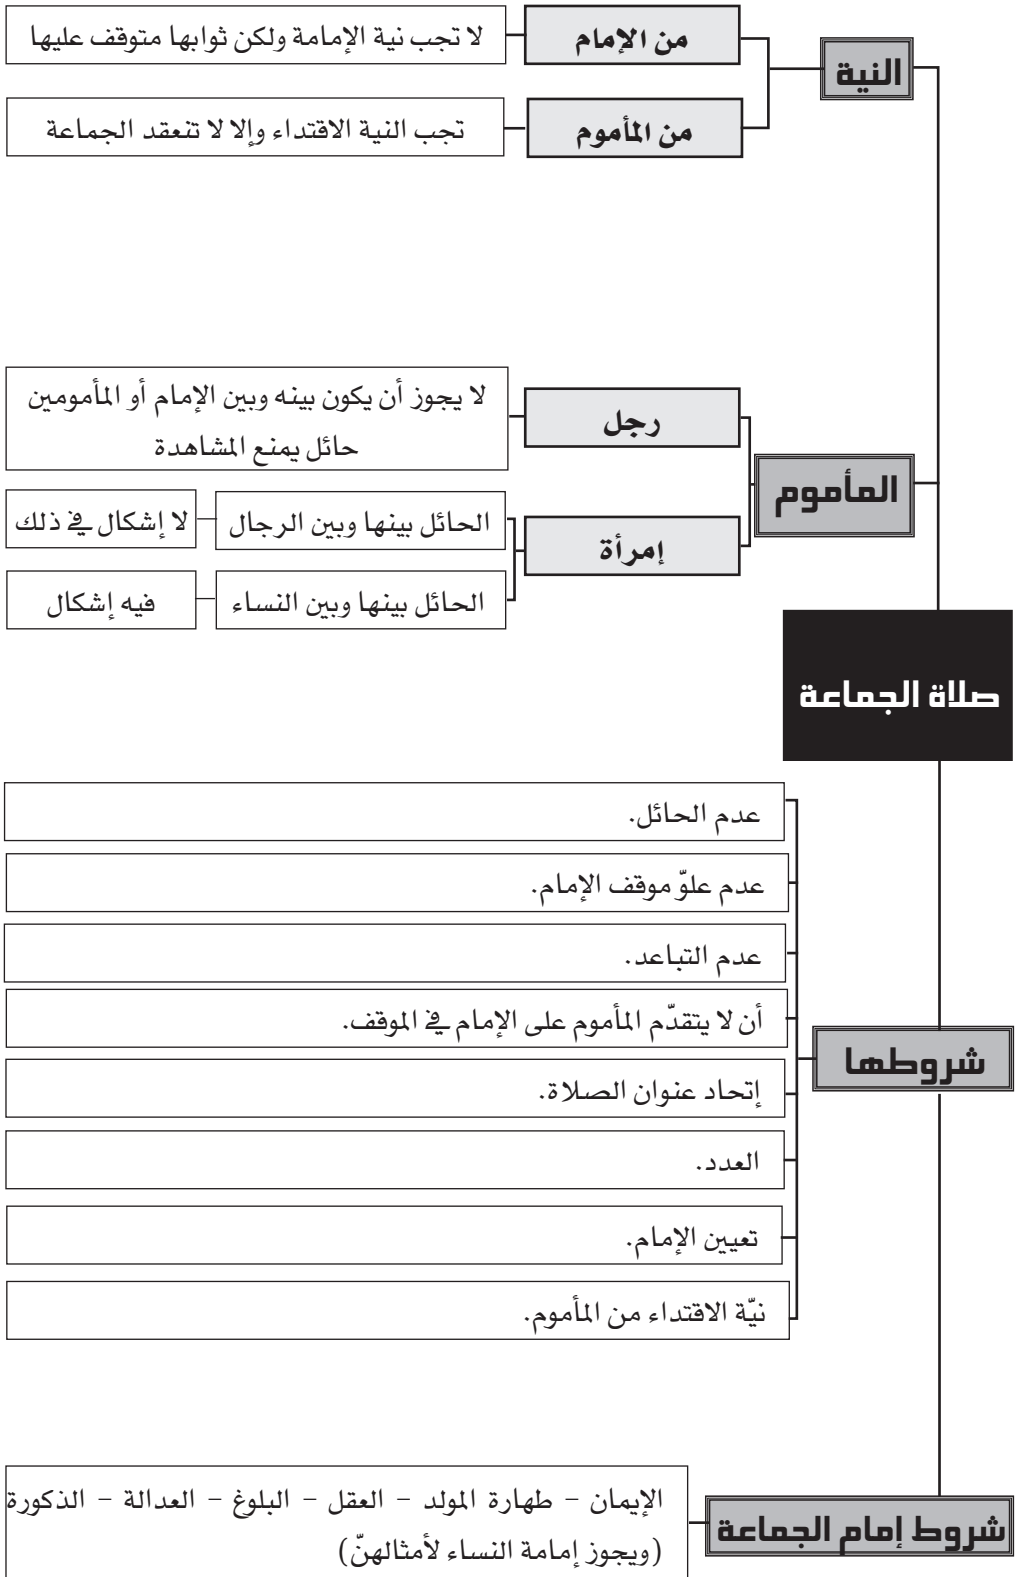 النية
من الإمام
لا تجب نية الإمامة ولكن ثوابها متوقف عليها
من المأموم
تجب النية الاقتداء وإلا لا تنعقد الجماعة
المأموم
رجل
لا يجوز أن يكون بينه وبين الإمام أو المأمومين
حائل يمنع المشاهدة
إمرأة
الحائل بينها وبين الرجال
لا إشكال في ذلك
الحائل بينها وبين النساء
فيه إشكال
صلاة الجماعة
شروطها
عدم الحائل.
عدم علوّ موقف الإمام.
عدم التباعد.
أن لا يتقدّم المأموم على الإمام في الموقف.
إتحاد عنوان الصلاة.
العدد.
تعيين الإمام.
نيّة الاقتداء من المأموم.
شروط إمام الجماعة
الإيمان - طهارة المولد - العقل - البلوغ - العدالة - الذكورة
(ويجوز إمامة النساء لأمثالهنّ)